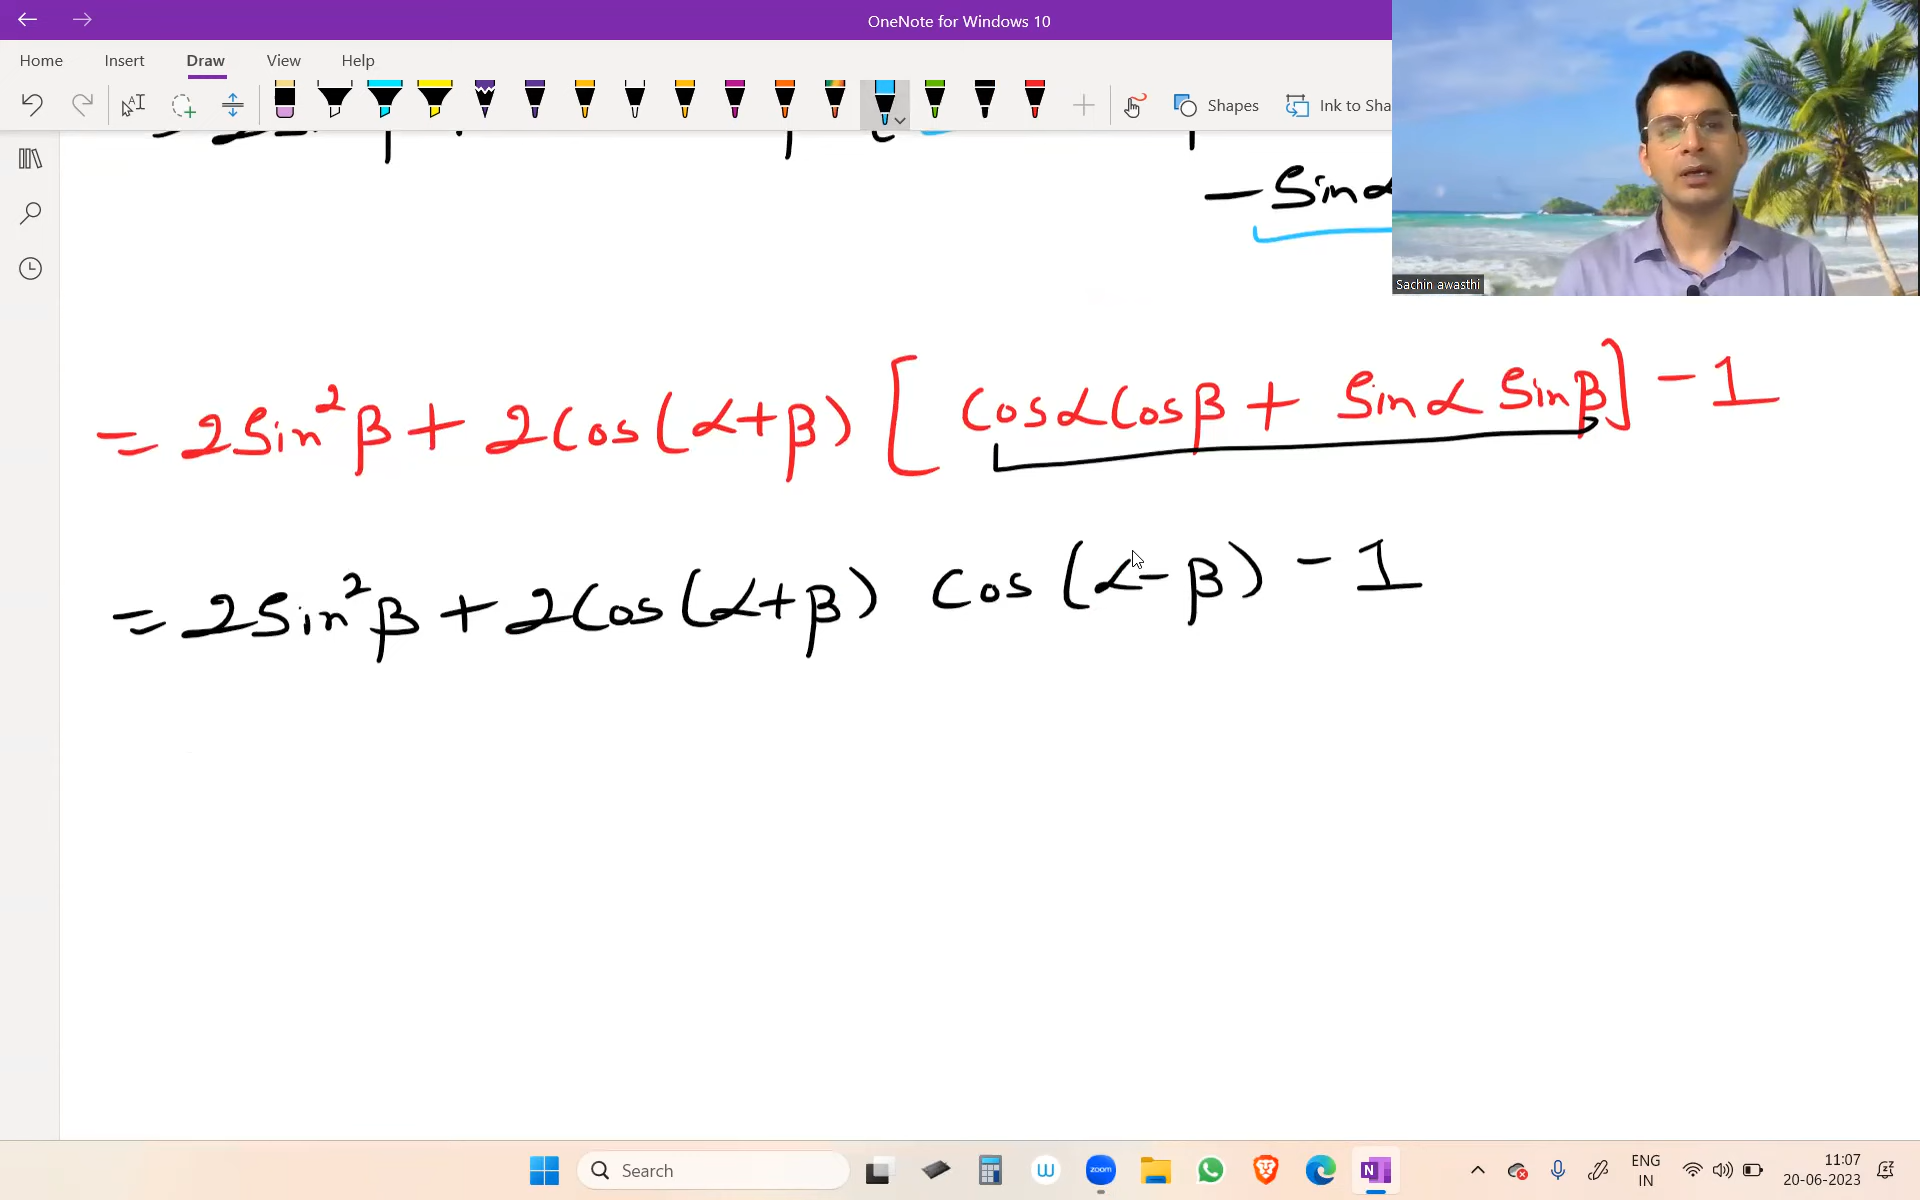 OneNote for Windows 10
Home Insert Draw View Help
Shapes Ink to Sha
- Sinα
Sachin awasthi
= 2Sin²β + 2Cos(α+β) [ CosαCosβ + Sinα Sinβ] - 1
= 2Sin²β + 2Cos(α+β) Cos(α-β) - 1
Search
W
zoom
N
ENG
IN
11:07
20-06-2023